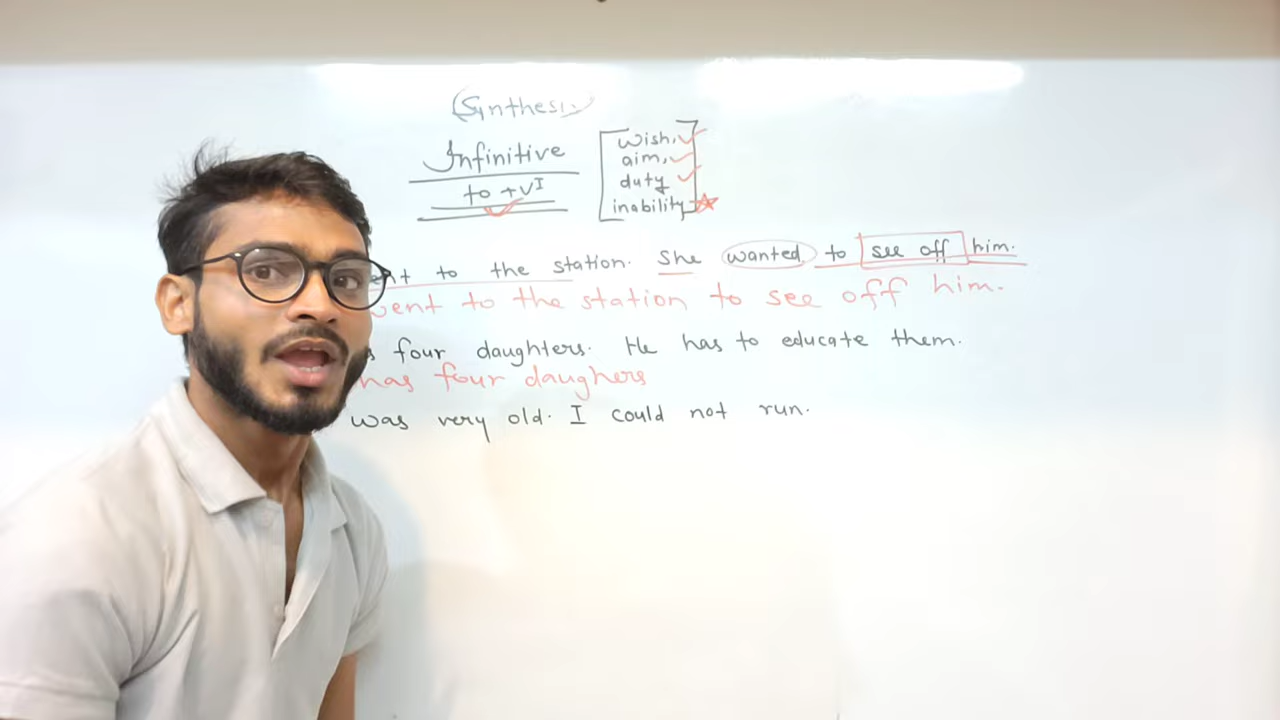 Synthesis
Infinitive
to + V^I
wish,
aim,
duty
inability
to the station. She wanted to see off him.
went to the station to see off him.
four daughters. He has to educate them.
has four daughers
was very old. I could not run.